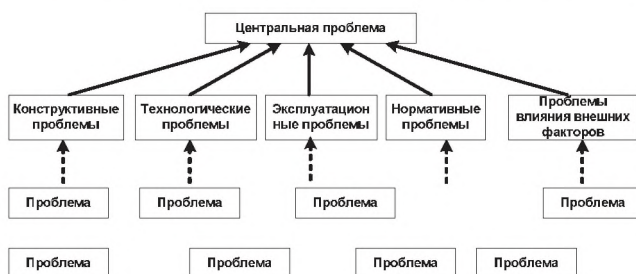 Центральная проблема
Конструктивные
проблемы
Технологические
проблемы
Эксплуатацион
ные проблемы
Нормативные
проблемы
Проблемы
влияния внешних
факторов
Проблема
Проблема
Проблема
Проблема
Проблема
Проблема
Проблема
Проблема